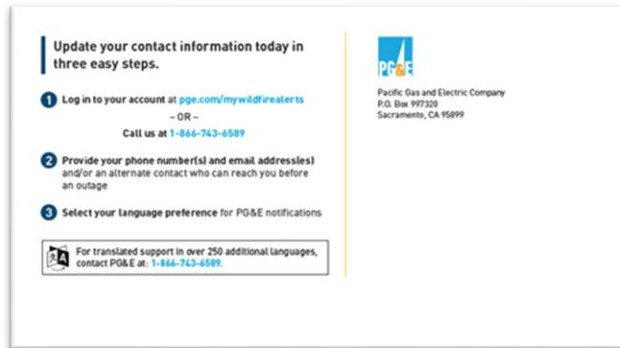 Update your contact information today in
three easy steps.
1 Log in to your account at pge.com/mywildfirealerts
– OR –
Call us at 1-866-743-6589
2 Provide your phone number(s) and email address(es)
and/or an alternate contact who can reach you before
an outage
3 Select your language preference for PG&E notifications
For translated support in over 250 additional languages,
contact PG&E at: 1-866-743-6589.
PG&E
Pacific Gas and Electric Company
P.O. Box 997320
Sacramento, CA 95899